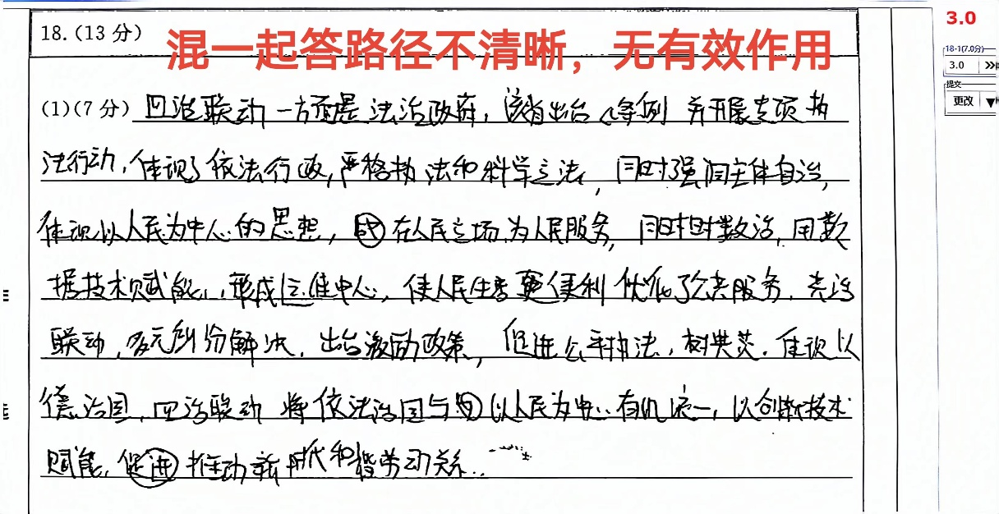 3.0
18-1(7.0分)
3.0
提交
更改
18.(13 分)
混一起答路径不清晰，无有效作用
(1)(7 分) 四治联动一方面是法治政府，该省出台《条例 并开展专项执
法行动，体现了依法行政，严格执法和科学立法，同时强调主体自治，
体现以人民为中心的思想，在人民立场为人民服务，同时数治，用数
据技术赋能，形成中心，使人民生更便利 优化了公共服务，共治
联动，多元纠纷解决，出台激励政策，促进公平执法，树典范，体现以
德治国，四治联动 将依法治国与以人民为中心有机统一，以创新技术
赋能，推动新时代和谐劳动关系.